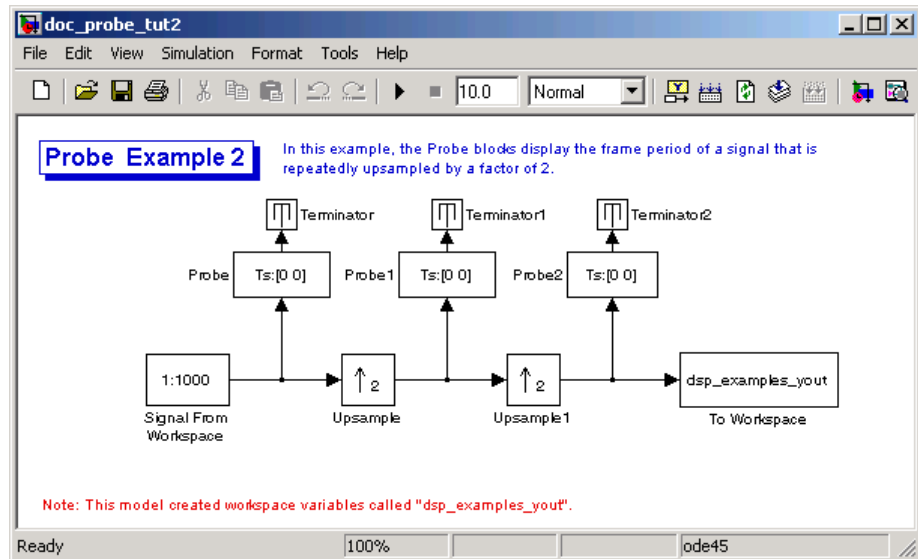 doc_probe_tut2
File Edit View Simulation Format Tools Help
10.0 Normal
Probe Example 2
In this example, the Probe blocks display the frame period of a signal that is
repeatedly upsampled by a factor of 2.
Terminator Terminator1 Terminator2
Probe Ts:[0 0] Probe1 Ts:[0 0] Probe2 Ts:[0 0]
1:1000 2 2 dsp_examples_yout
Signal From
Workspace
Upsample Upsample1 To Workspace
Note: This model created workspace variables called "dsp_examples_yout".
Ready 100% ode45